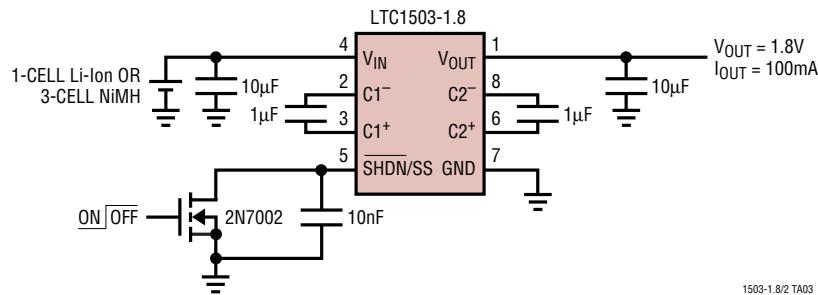 LTC1503-1.8
1-CELL Li-Ion OR
3-CELL NiMH
10µF
1µF
4
2
3
5
VIN
C1–
C1+
SHDN/SS
VOUT
C2–
C2+
GND
1
8
6
7
1µF
10µF
VOUT = 1.8V
IOUT = 100mA
ON OFF
2N7002
10nF
1503-1.8/2 TA03